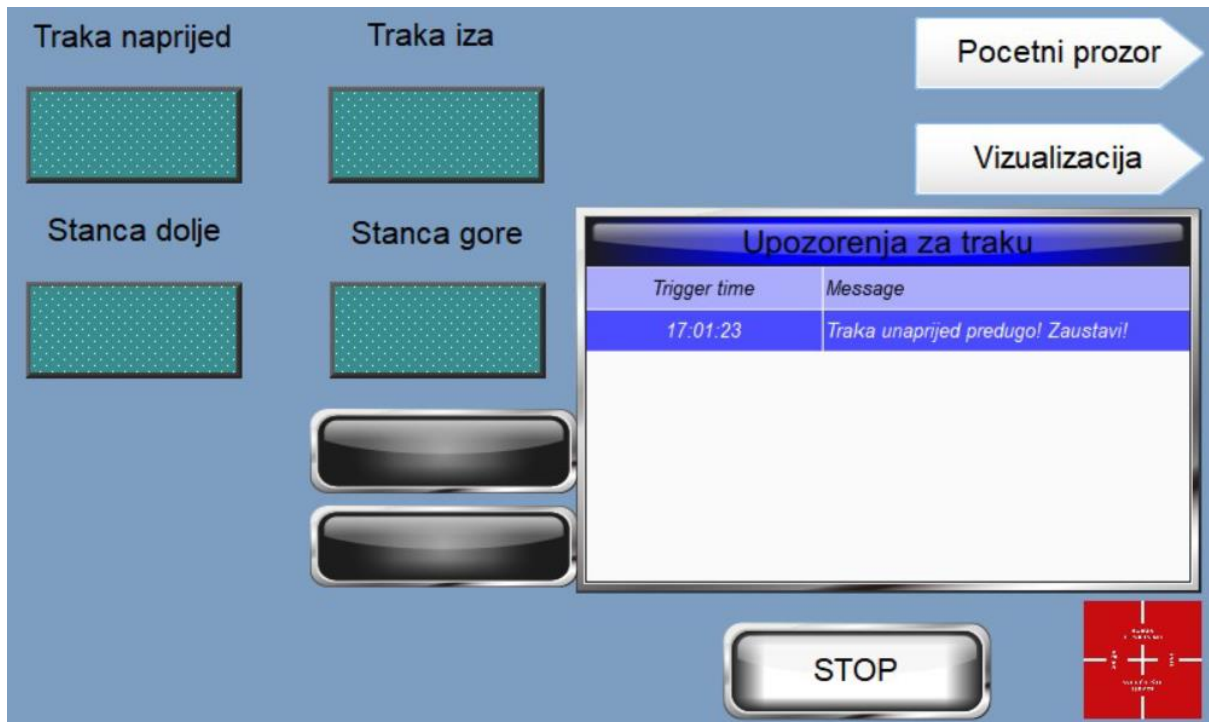 Traka naprijed
Traka iza
Pocetni prozor
Vizualizacija
Stanca dolje
Stanca gore
Upozorenja za traku
Trigger time Message
17:01:23 Traka unaprijed predugo! Zaustavi!
STOP